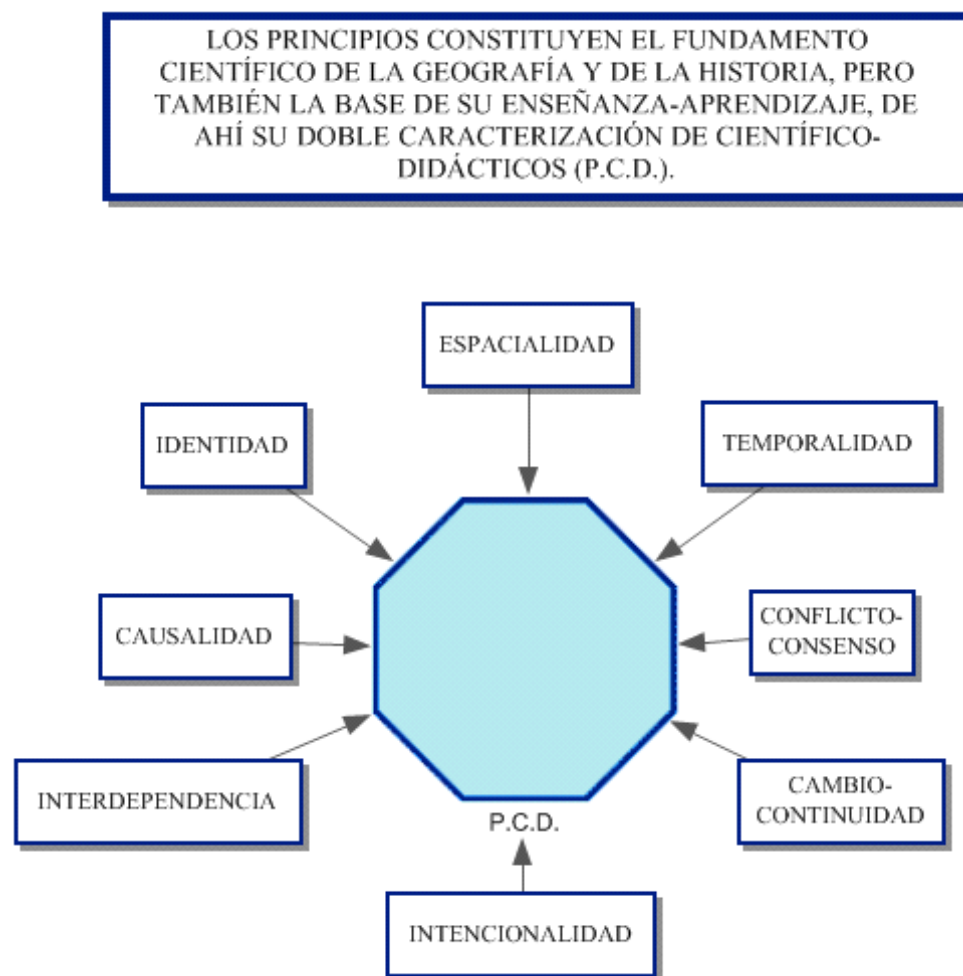 LOS PRINCIPIOS CONSTITUYEN EL FUNDAMENTO
CIENTÍFICO DE LA GEOGRAFÍA Y DE LA HISTORIA, PERO
TAMBIÉN LA BASE DE SU ENSEÑANZA-APRENDIZAJE, DE
AHÍ SU DOBLE CARACTERIZACIÓN DE CIENTÍFICO-
DIDÁCTICOS (P.C.D.).
ESPACIALIDAD
IDENTIDAD
TEMPORALIDAD
CAUSALIDAD
CONFLICTO-
CONSENSO
INTERDEPENDENCIA
CAMBIO-
CONTINUIDAD
P.C.D.
INTENCIONALIDAD